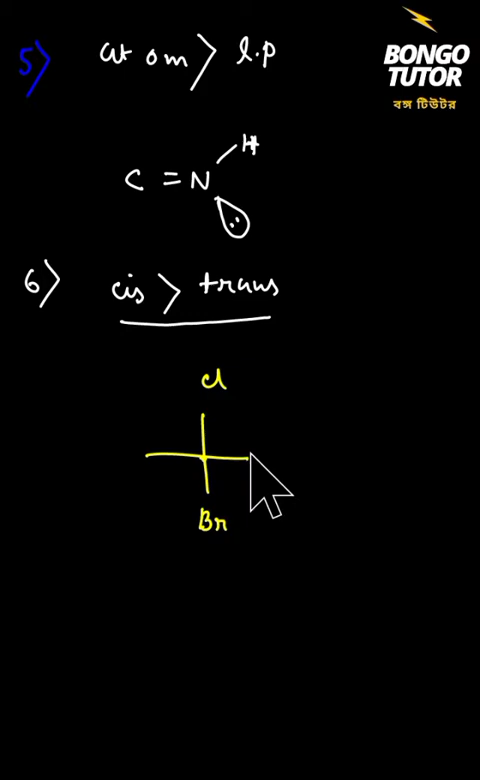 5) atom > l.p
BONGO
TUTOR
বঙ্গ টিউটর
C = N
H
6) cis > trans
Cl
Br